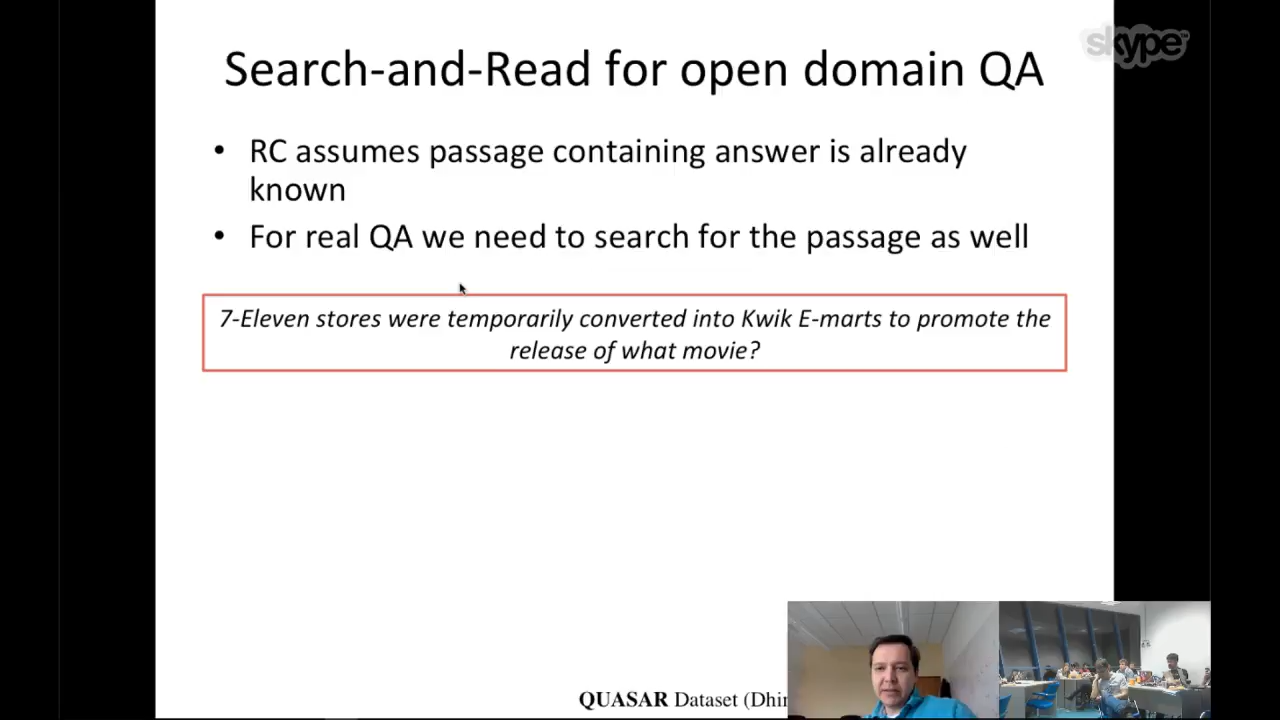 skype
Search-and-Read for open domain QA
• RC assumes passage containing answer is already
known
• For real QA we need to search for the passage as well
7-Eleven stores were temporarily converted into Kwik E-marts to promote the
release of what movie?
QUASAR Dataset